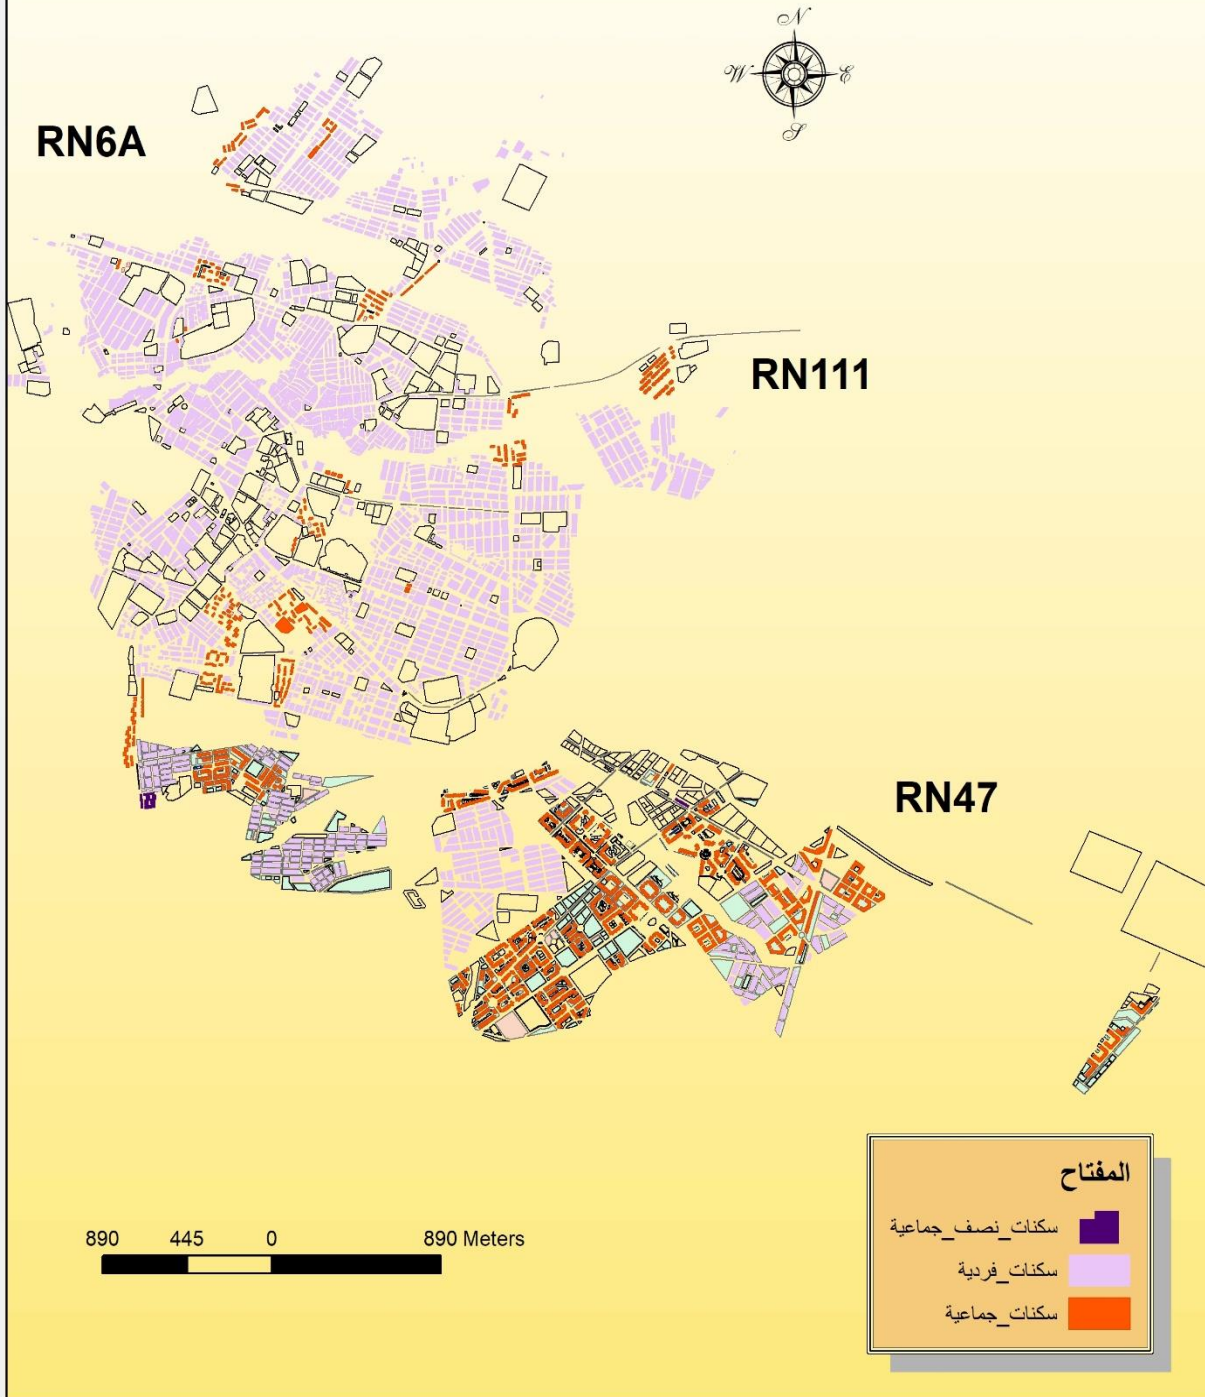 N
W E
S
RN6A
RN111
RN47
المفتاح
سكنات_نصف_جماعية
سكنات_فردية
سكنات_جماعية
890 445 0 890 Meters